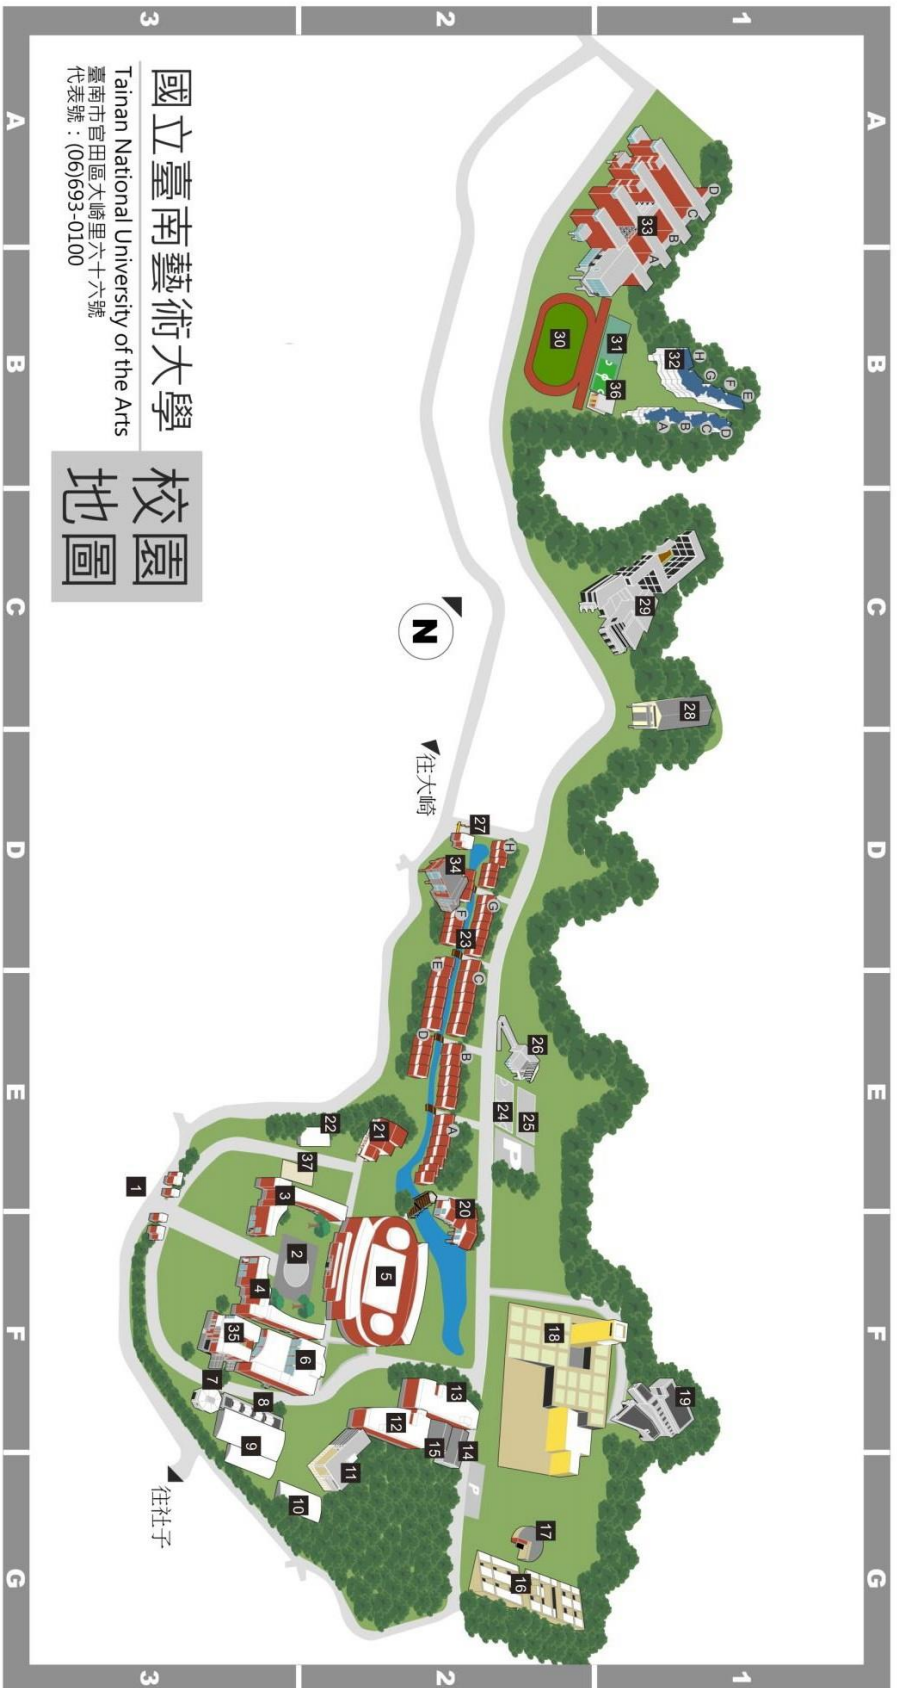 國立臺南藝術大學
Tainan National University of the Arts
臺南市官田區大崎里六十六號
代表號：(06)693-0100
校園
地圖
A
B
C
D
E
F
G
1
2
3
A
B
C
D
E
F
G
1
2
3
N
往大崎
往社子
33
A
B
C
D
30
31
36
32
H
G
F
E
A
B
C
D
29
28
27
34
23
H
G
F
E
C
D
B
A
26
25
24
P
22
21
20
37
1
2
3
4
5
6
35
7
8
9
10
11
12
13
14
15
P
16
17
18
19